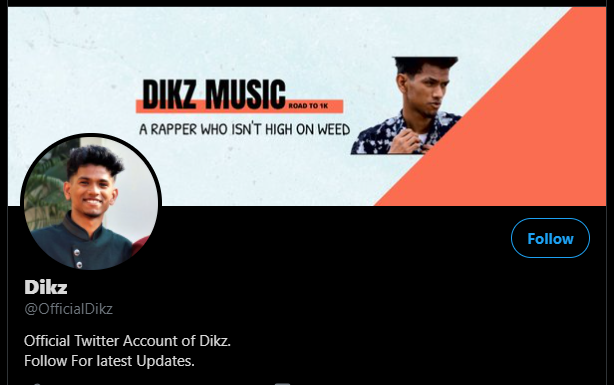 DIKZ MUSIC ROAD TO 1K
A RAPPER WHO ISN'T HIGH ON WEED
Follow
Dikz
@OfficialDikz
Official Twitter Account of Dikz.
Follow For latest Updates.